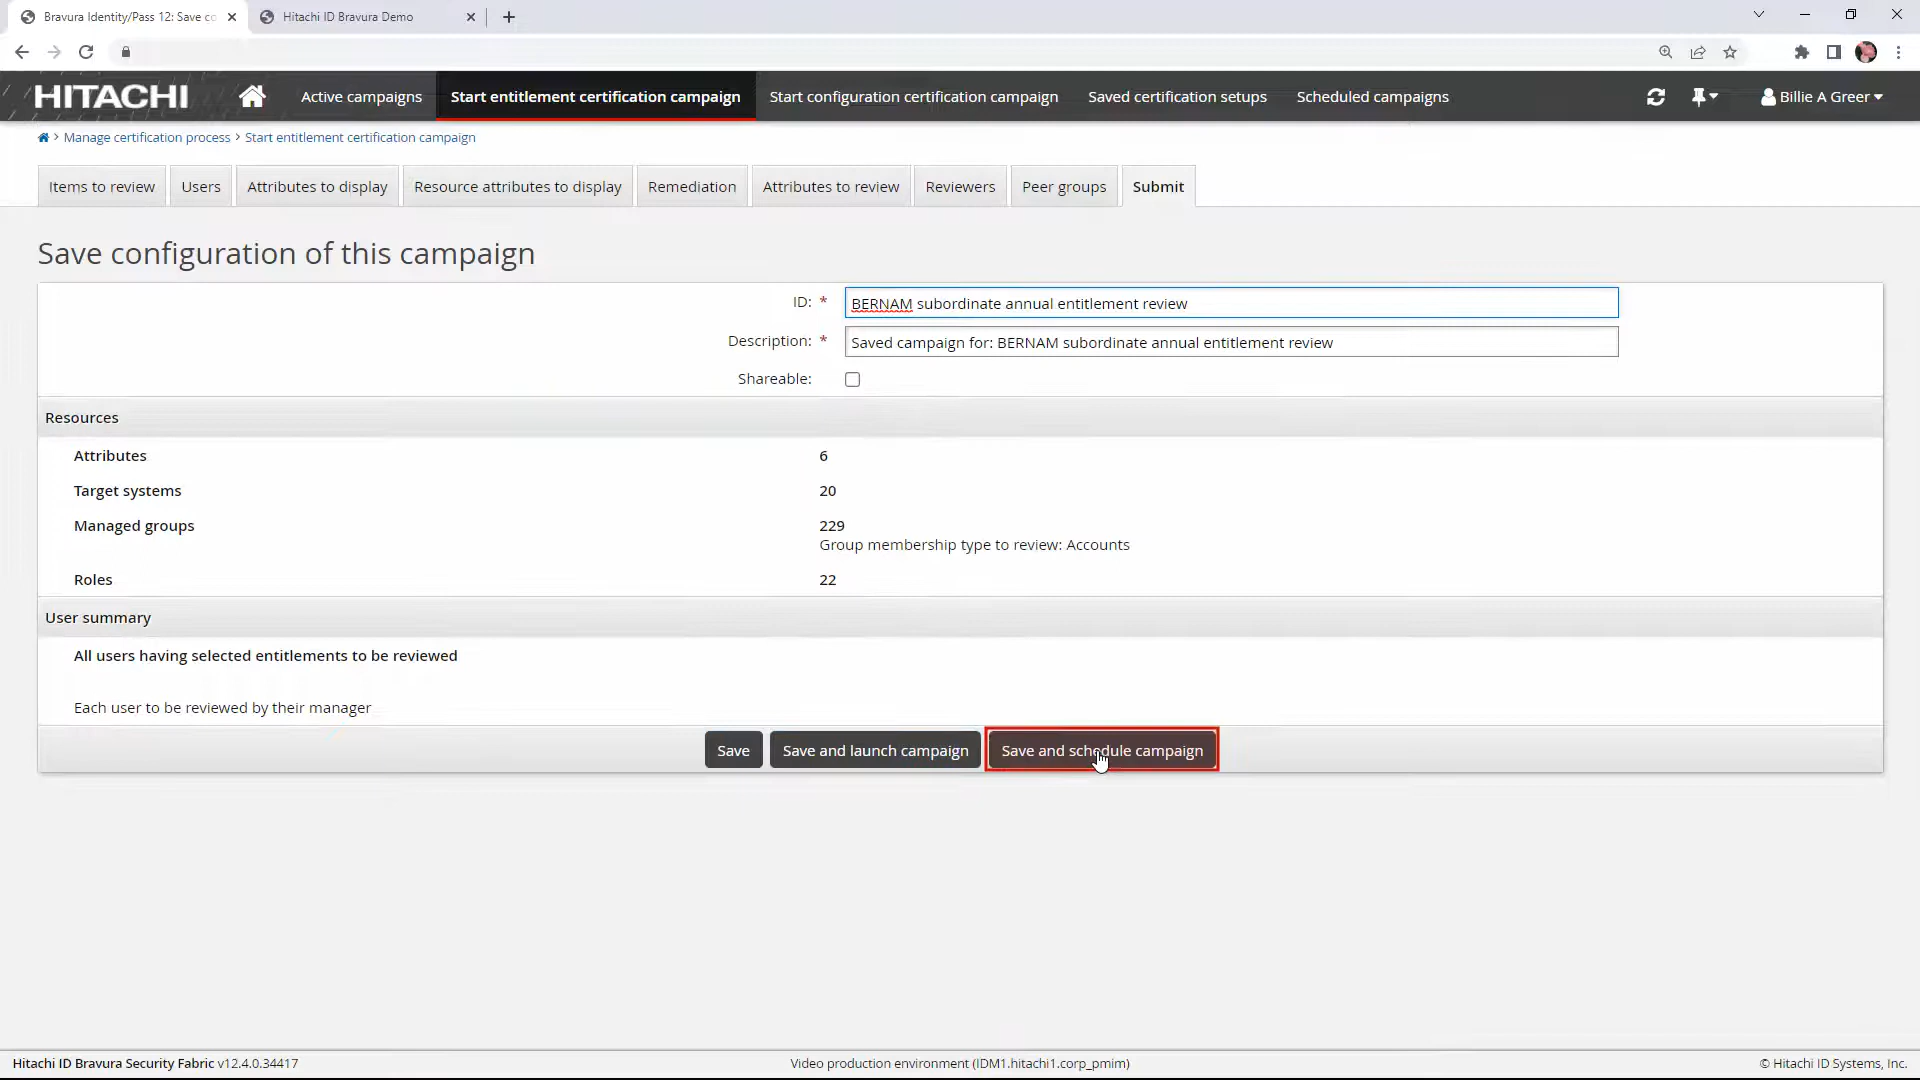 Bravura Identity/Pass 12: Save co
Hitachi ID Bravura Demo
HITACHI
Active campaigns
Start entitlement certification campaign
Start configuration certification campaign
Saved certification setups
Scheduled campaigns
Billie A Greer
Manage certification process > Start entitlement certification campaign
Items to review
Users
Attributes to display
Resource attributes to display
Remediation
Attributes to review
Reviewers
Peer groups
Submit
Save configuration of this campaign
ID: * BERNAM subordinate annual entitlement review
Description: * Saved campaign for: BERNAM subordinate annual entitlement review
Shareable:
Resources
Attributes 6
Target systems 20
Managed groups 229
Group membership type to review: Accounts
Roles 22
User summary
All users having selected entitlements to be reviewed
Each user to be reviewed by their manager
Save
Save and launch campaign
Save and schedule campaign
Hitachi ID Bravura Security Fabric v12.4.0.34417
Video production environment (IDM1.hitachi1.corp_pmim)
© Hitachi ID Systems, Inc.